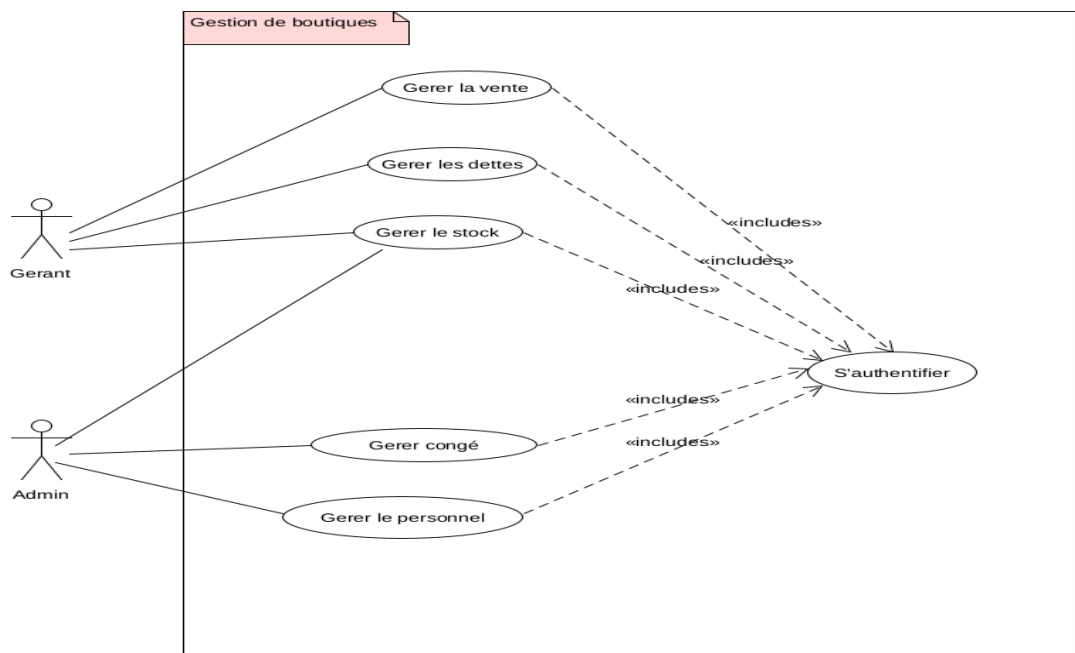 Gestion de boutiques
Gerer la vente
Gerer les dettes
«includes»
Gerer le stock
«includes»
Gerant
«includes»
S'authentifier
«includes»
Gerer congé
«includes»
Admin
Gerer le personnel